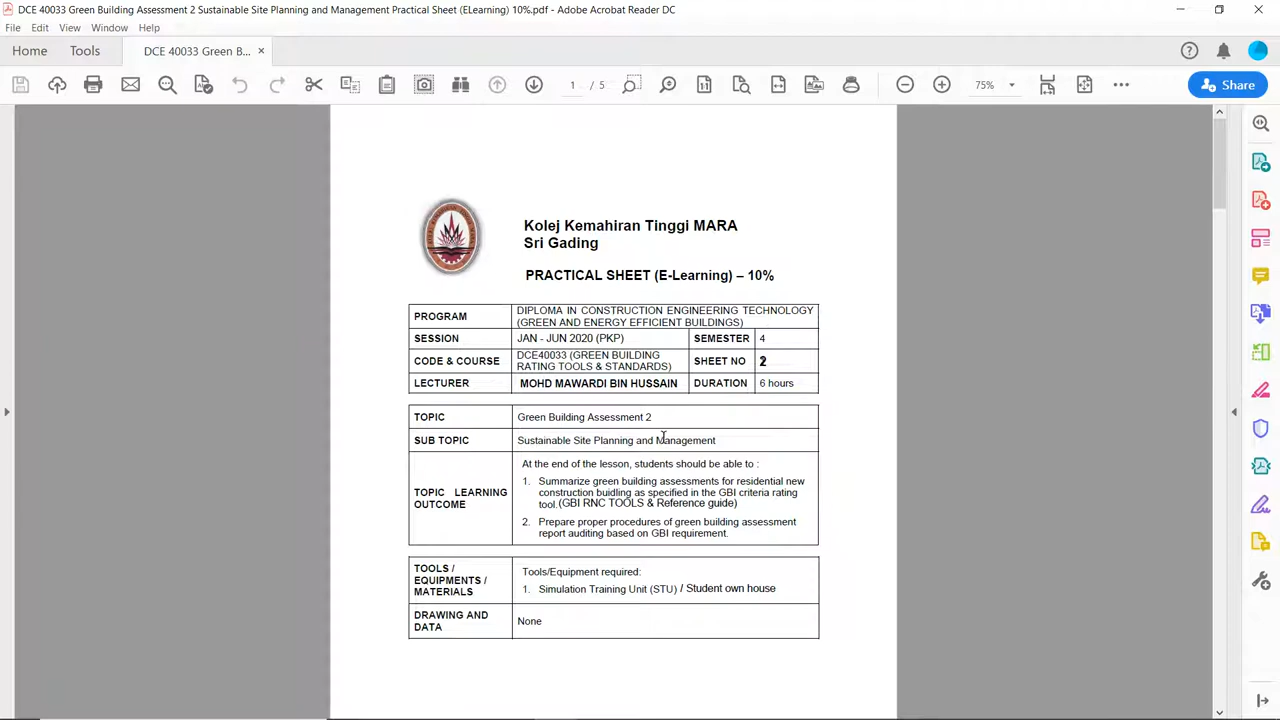 DCE 40033 Green Building Assessment 2 Sustainable Site Planning and Management Practical Sheet (ELearning) 10%.pdf - Adobe Acrobat Reader DC
File Edit View Window Help
Home Tools DCE 40033 Green B... ×
1 / 5 75% Share
Kolej Kemahiran Tinggi MARA
Sri Gading
PRACTICAL SHEET (E-Learning) – 10%
PROGRAM DIPLOMA IN CONSTRUCTION ENGINEERING TECHNOLOGY
(GREEN AND ENERGY EFFICIENT BUILDINGS)
SESSION JAN - JUN 2020 (PKP) SEMESTER 4
CODE & COURSE DCE40033 (GREEN BUILDING
RATING TOOLS & STANDARDS) SHEET NO 2
LECTURER MOHD MAWARDI BIN HUSSAIN DURATION 6 hours
TOPIC Green Building Assessment 2
SUB TOPIC Sustainable Site Planning and Management
TOPIC LEARNING
OUTCOME
At the end of the lesson, students should be able to :
1. Summarize green building assessments for residential new
construction buidling as specified in the GBI criteria rating
tool.(GBI RNC TOOLS & Reference guide)
2. Prepare proper procedures of green building assessment
report auditing based on GBI requirement.
TOOLS /
EQUIPMENTS /
MATERIALS
Tools/Equipment required:
1. Simulation Training Unit (STU) / Student own house
DRAWING AND
DATA
None